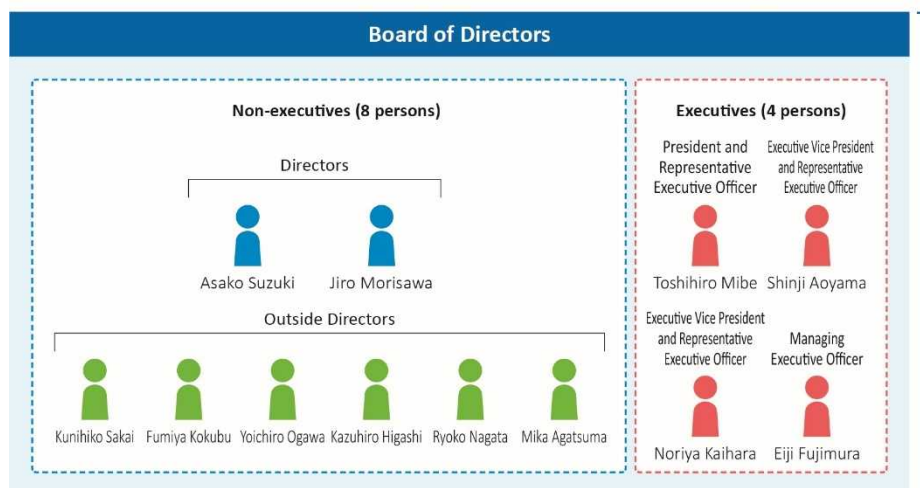 Board of Directors
Non-executives (8 persons)
Directors
Asako Suzuki
Jiro Morisawa
Outside Directors
Kunihiko Sakai
Fumiya Kokubu
Yoichiro Ogawa
Kazuhiro Higashi
Ryoko Nagata
Mika Agatsuma
Executives (4 persons)
President and
Representative
Executive Officer
Toshihiro Mibe
Executive Vice President
and Representative
Executive Officer
Shinji Aoyama
Executive Vice President
and Representative
Executive Officer
Noriya Kaihara
Managing
Executive Officer
Eiji Fujimura